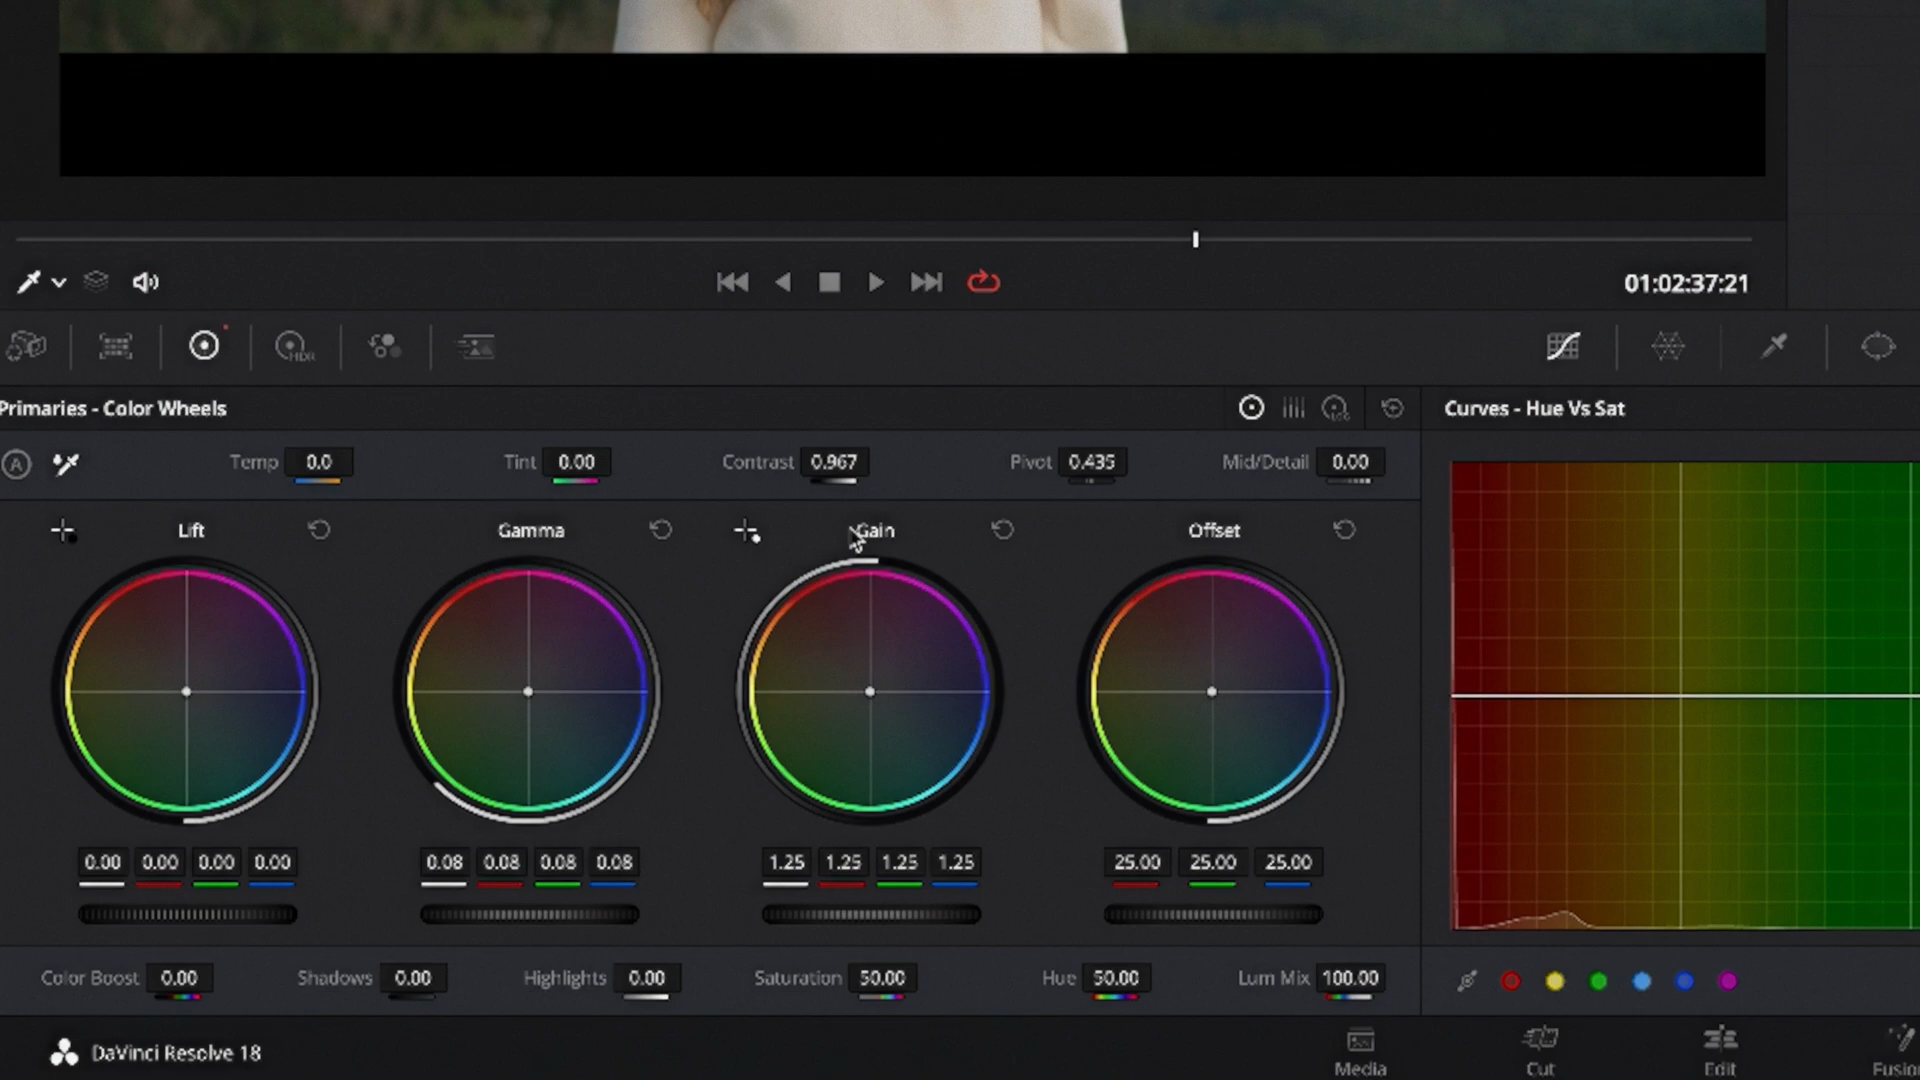 01:02:37:21
HDR
Primaries - Color Wheels
LOG
Curves - Hue Vs Sat
A
Temp 0.0 Tint 0.00 Contrast 0.967 Pivot 0.435 Mid/Detail 0.00
Lift Gamma Gain Offset
0.00 0.00 0.00 0.00 0.08 0.08 0.08 0.08 1.25 1.25 1.25 1.25 25.00 25.00 25.00
Color Boost 0.00 Shadows 0.00 Highlights 0.00 Saturation 50.00 Hue 50.00 Lum Mix 100.00
DaVinci Resolve 18
Media Cut Edit Fusio